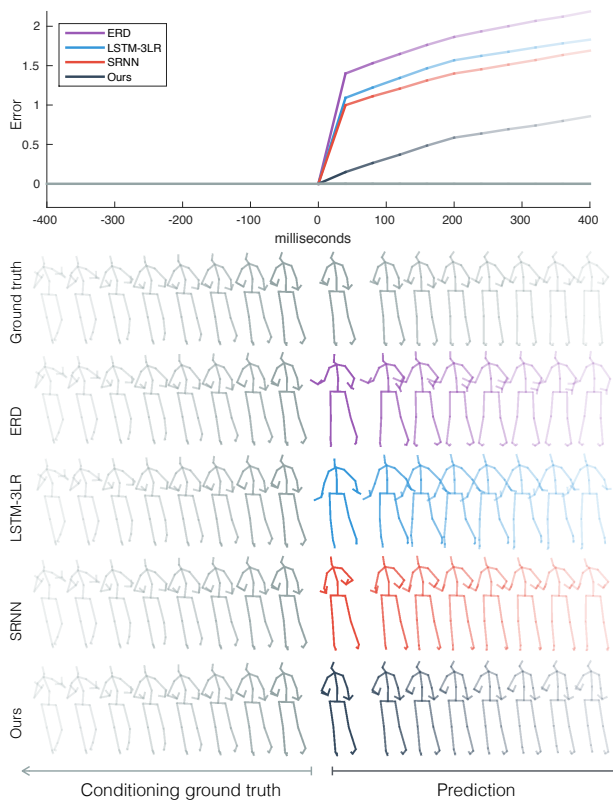 2
1.5
1
0.5
0
Error
ERD
LSTM-3LR
SRNN
Ours
-400 -300 -200 -100 0 100 200 300 400
milliseconds
Ground truth
ERD
LSTM-3LR
SRNN
Ours
Conditioning ground truth Prediction